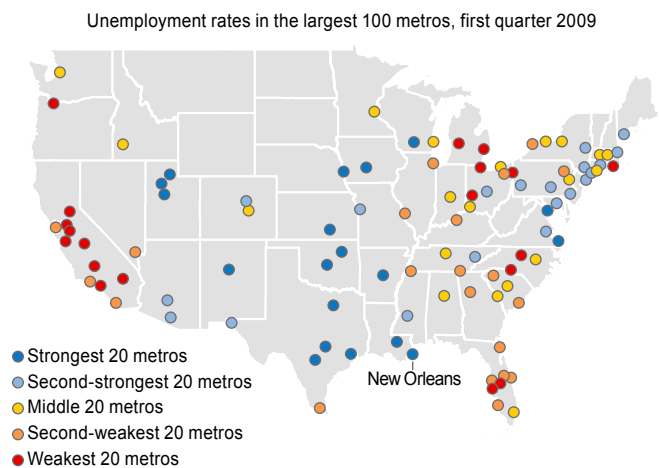 Unemployment rates in the largest 100 metros, first quarter 2009
Strongest 20 metros
Second-strongest 20 metros
New Orleans
Middle 20 metros
Second-weakest 20 metros
Weakest 20 metros